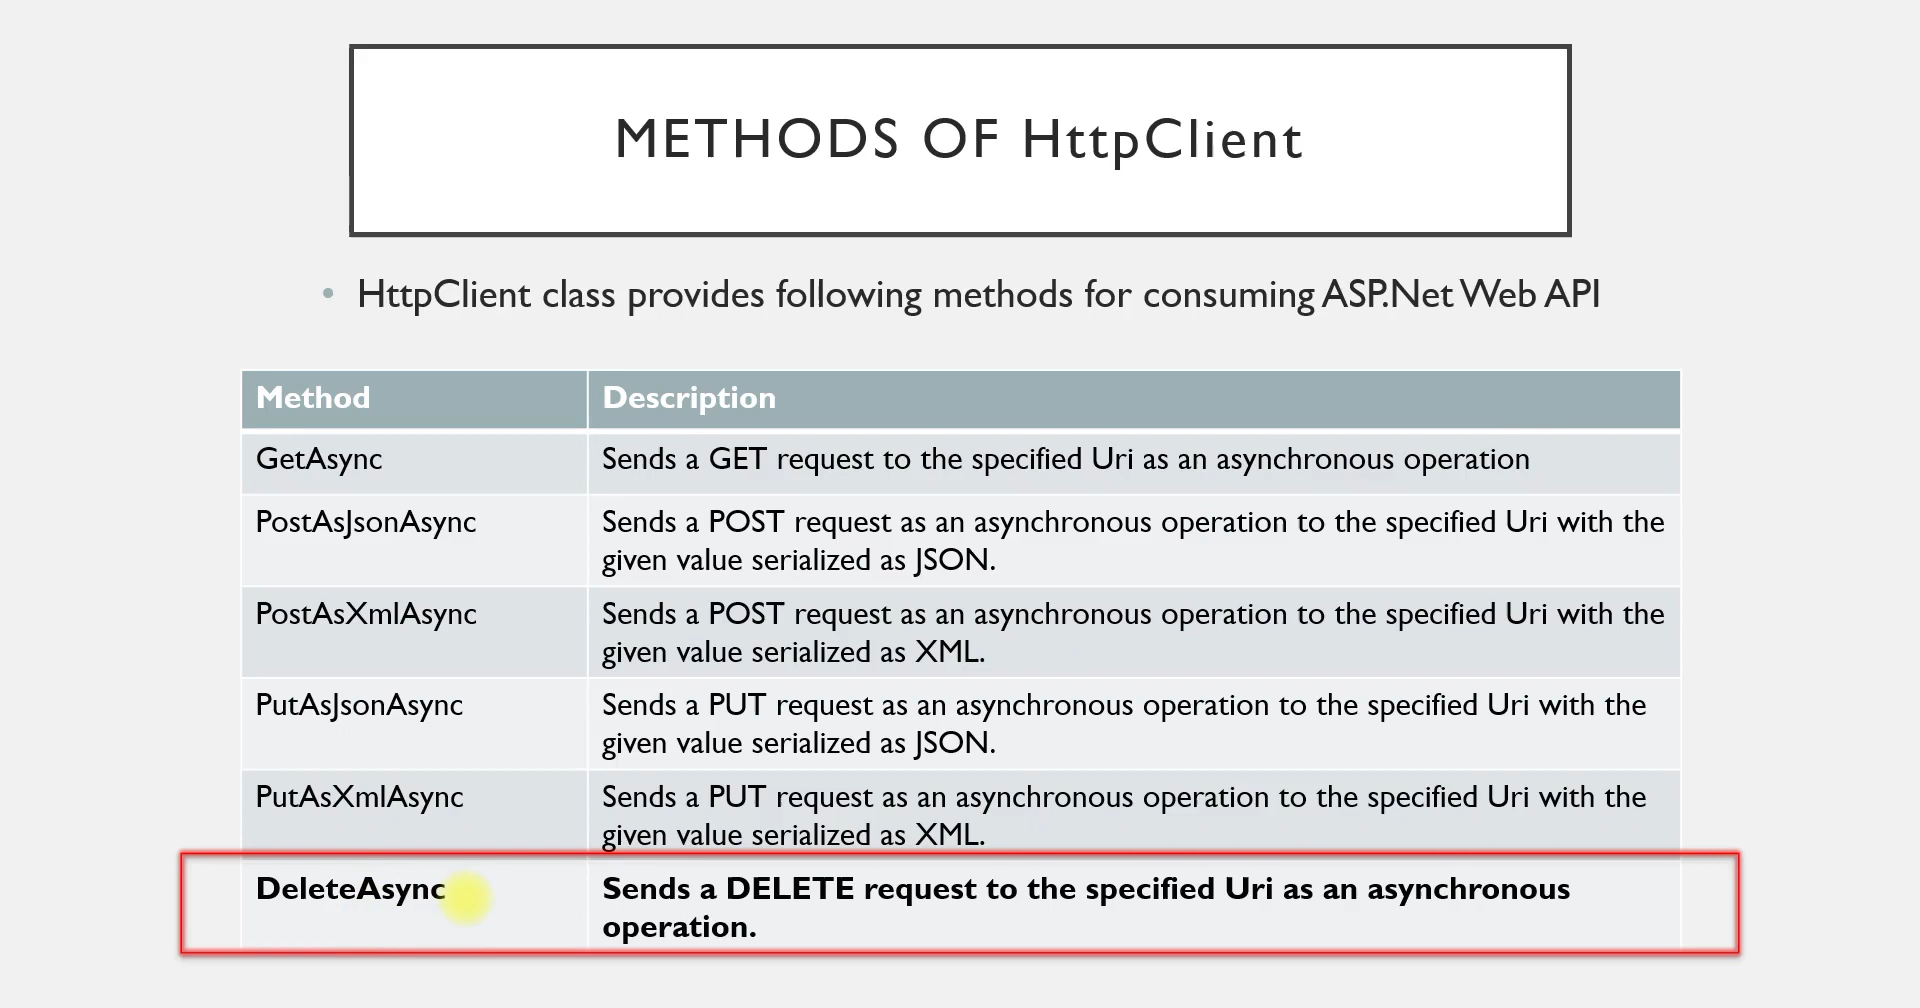 METHODS OF HttpClient
• HttpClient class provides following methods for consuming ASP.Net Web API
Method Description
GetAsync Sends a GET request to the specified Uri as an asynchronous operation
PostAsJsonAsync Sends a POST request as an asynchronous operation to the specified Uri with the
given value serialized as JSON.
PostAsXmlAsync Sends a POST request as an asynchronous operation to the specified Uri with the
given value serialized as XML.
PutAsJsonAsync Sends a PUT request as an asynchronous operation to the specified Uri with the
given value serialized as JSON.
PutAsXmlAsync Sends a PUT request as an asynchronous operation to the specified Uri with the
given value serialized as XML.
DeleteAsync Sends a DELETE request to the specified Uri as an asynchronous
operation.